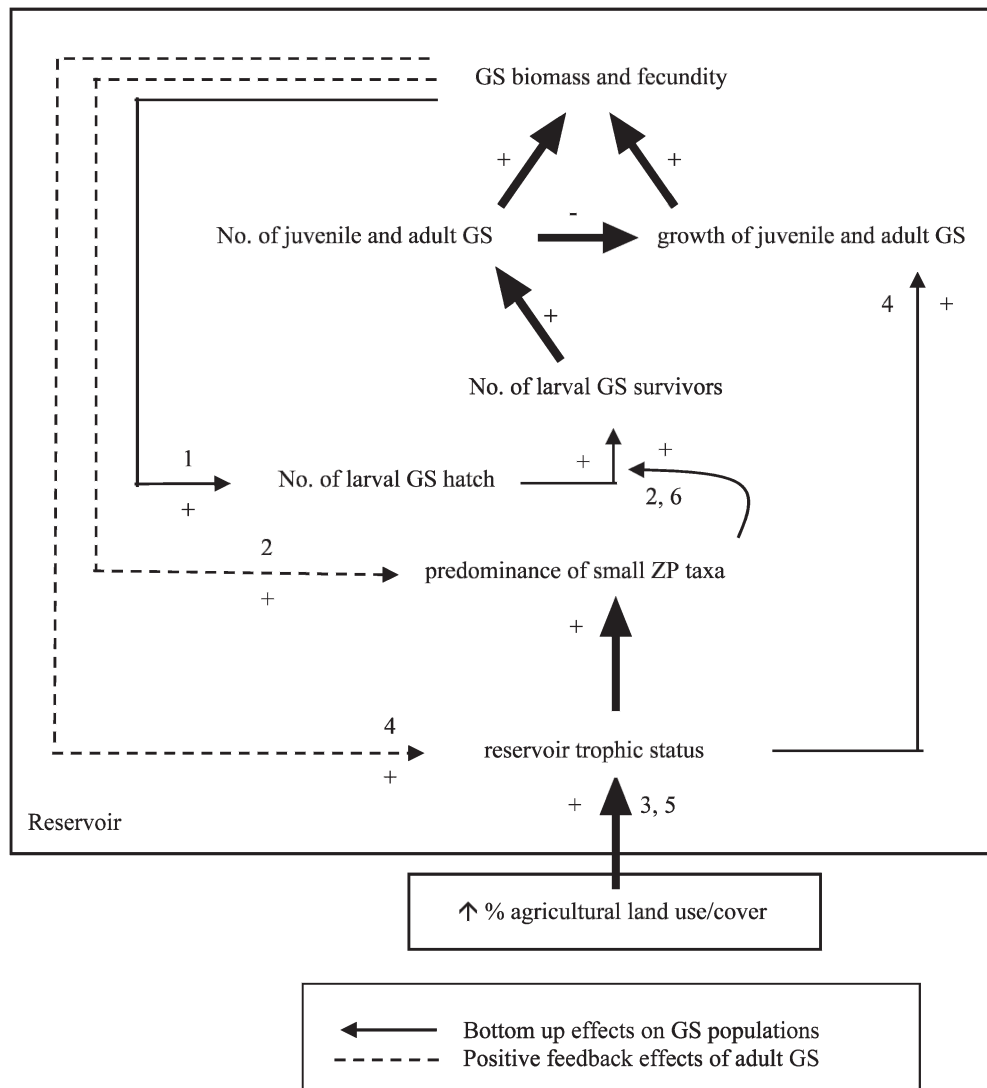 GS biomass and fecundity
+
+
No. of juvenile and adult GS
-
growth of juvenile and adult GS
4
+
+
No. of larval GS survivors
1
+
No. of larval GS hatch
+
+
2, 6
2
+
predominance of small ZP taxa
+
4
+
reservoir trophic status
+
3, 5
Reservoir
↑ % agricultural land use/cover
Bottom up effects on GS populations
Positive feedback effects of adult GS